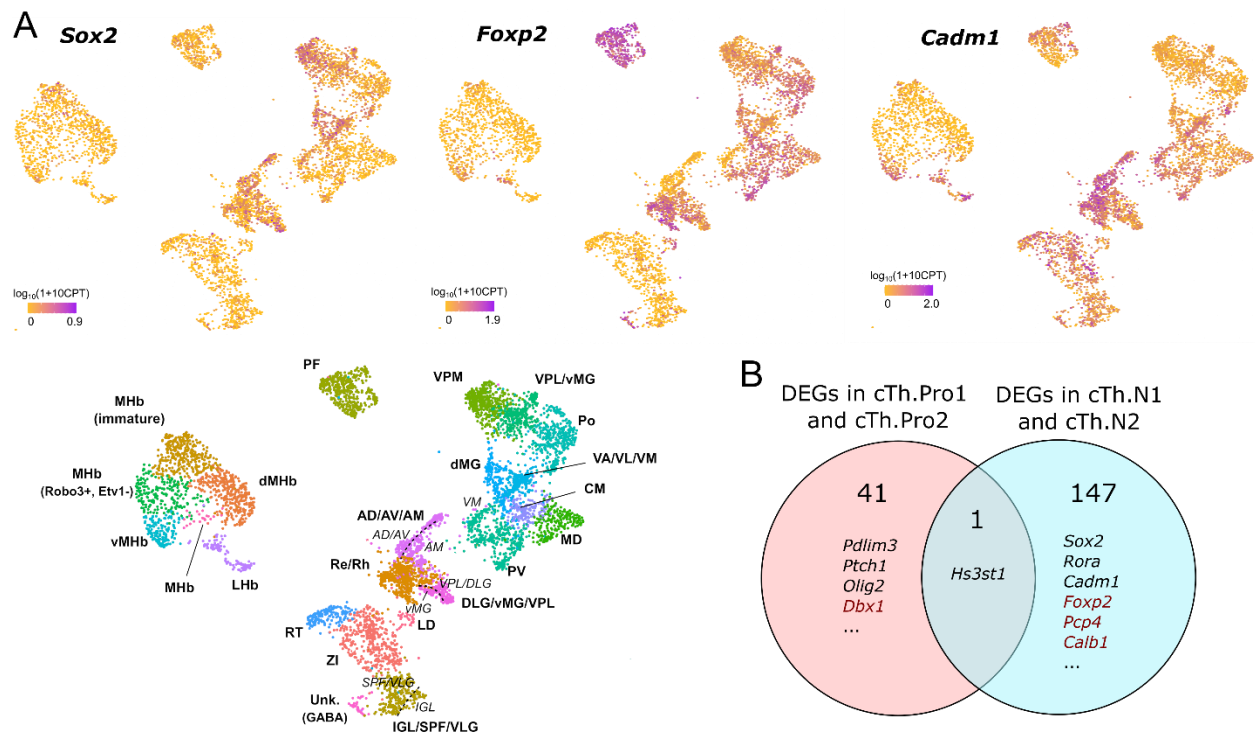 A
Sox2
Foxp2
Cadm1
log10(1+10CPT)
0 0.9
log10(1+10CPT)
0 1.9
log10(1+10CPT)
0 2.0
PF
VPM
VPL/vMG
Po
MHb
(immature)
dMG
VA/VL/VM
MHb
(Robo3+, Etv1-)
dMHb
CM
VM
AD/AV/AM
AD/AV
AM
MD
vMHb
Re/Rh
PV
VPL/DLG
MHb
LHb
vMG
DLG/vMG/VPL
RT
LD
ZI
SPF/VLG
Unk.
(GABA)
IGL
IGL/SPF/VLG
B
DEGs in cTh.Pro1
and cTh.Pro2
DEGs in cTh.N1
and cTh.N2
41
Pdlim3
Ptch1
Olig2
Dbx1
...
1
Hs3st1
147
Sox2
Rora
Cadm1
Foxp2
Pcp4
Calb1
...